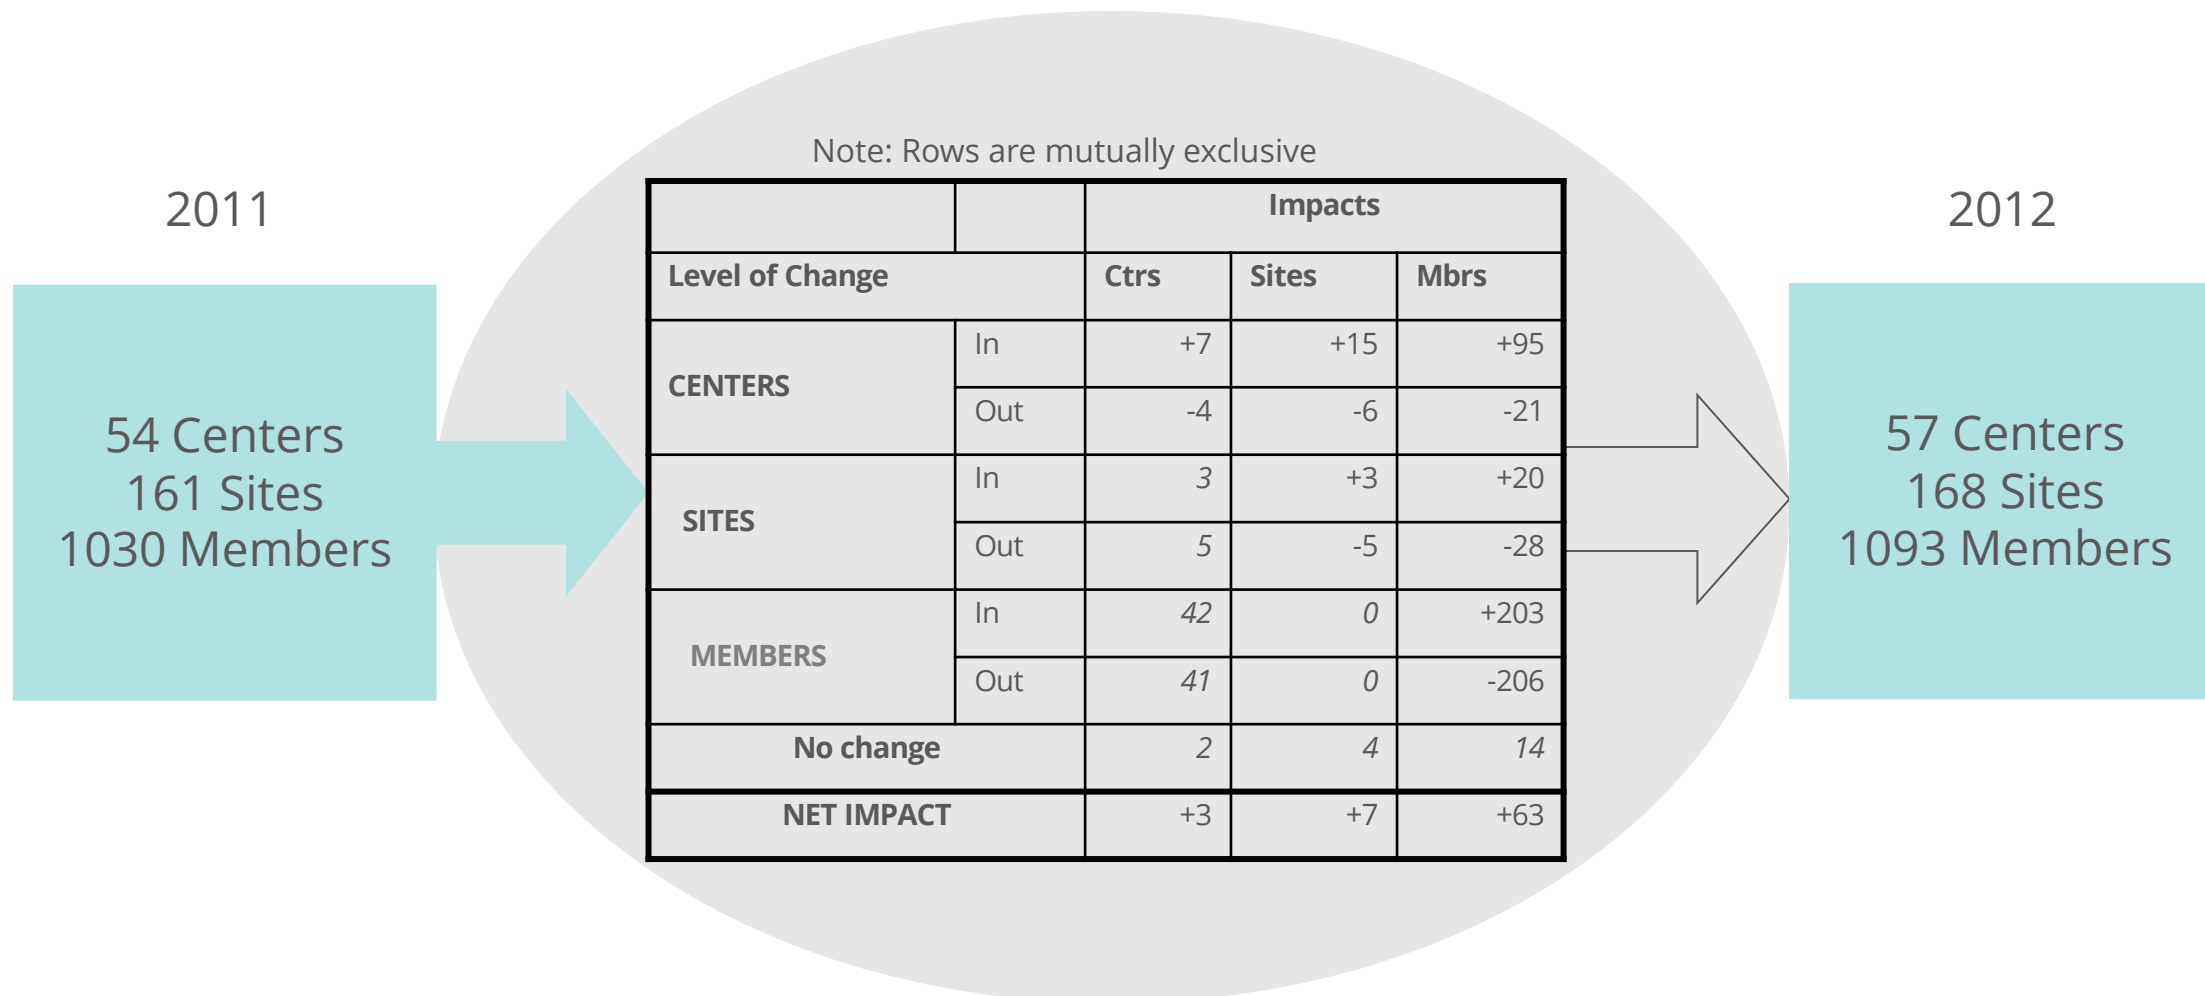 Note: Rows are mutually exclusive
2011
54 Centers
161 Sites
1030 Members
Impacts
Level of Change Ctrs Sites Mbrs
CENTERS
In +7 +15 +95
Out -4 -6 -21
SITES
In 3 +3 +20
Out 5 -5 -28
MEMBERS
In 42 0 +203
Out 41 0 -206
No change 2 4 14
NET IMPACT +3 +7 +63
2012
57 Centers
168 Sites
1093 Members